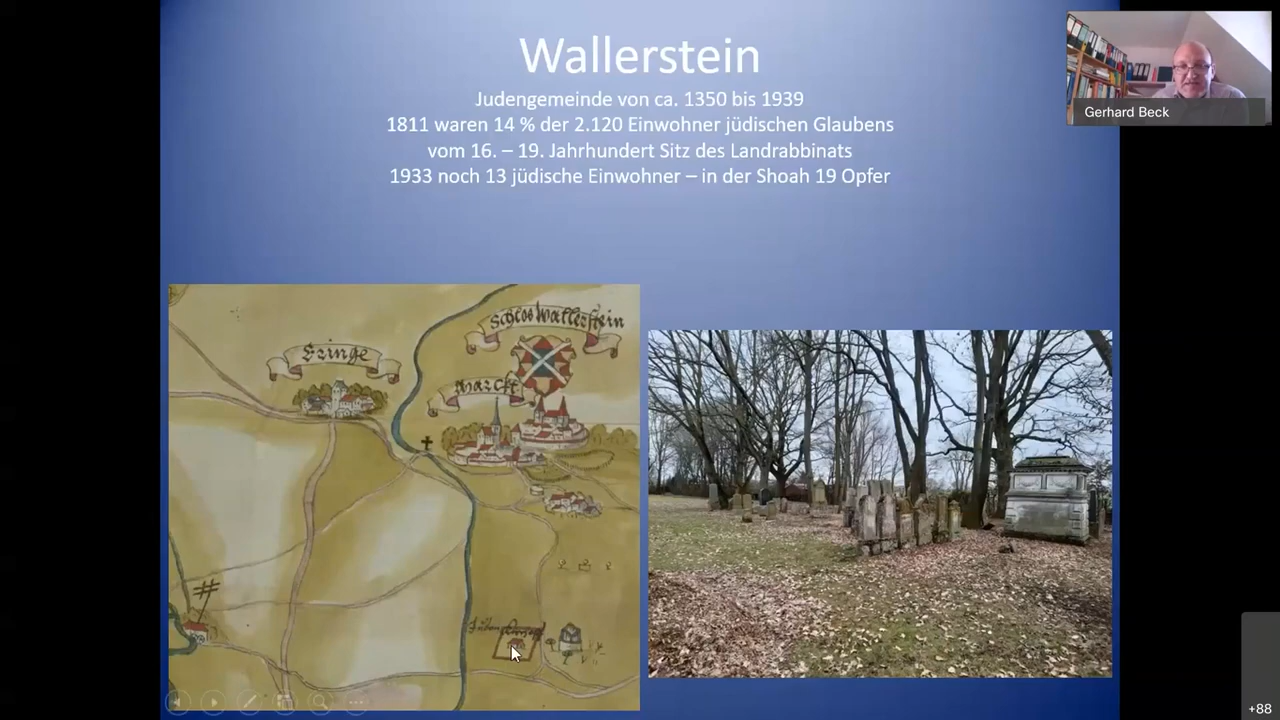 Wallerstein
Judengemeinde von ca. 1350 bis 1939
1811 waren 14 % der 2.120 Einwohner jüdischen Glaubens
vom 16. – 19. Jahrhundert Sitz des Landrabbinats
1933 noch 13 jüdische Einwohner – in der Shoah 19 Opfer
Gerhard Beck
Schlos Wallerstein
Marckt
+88